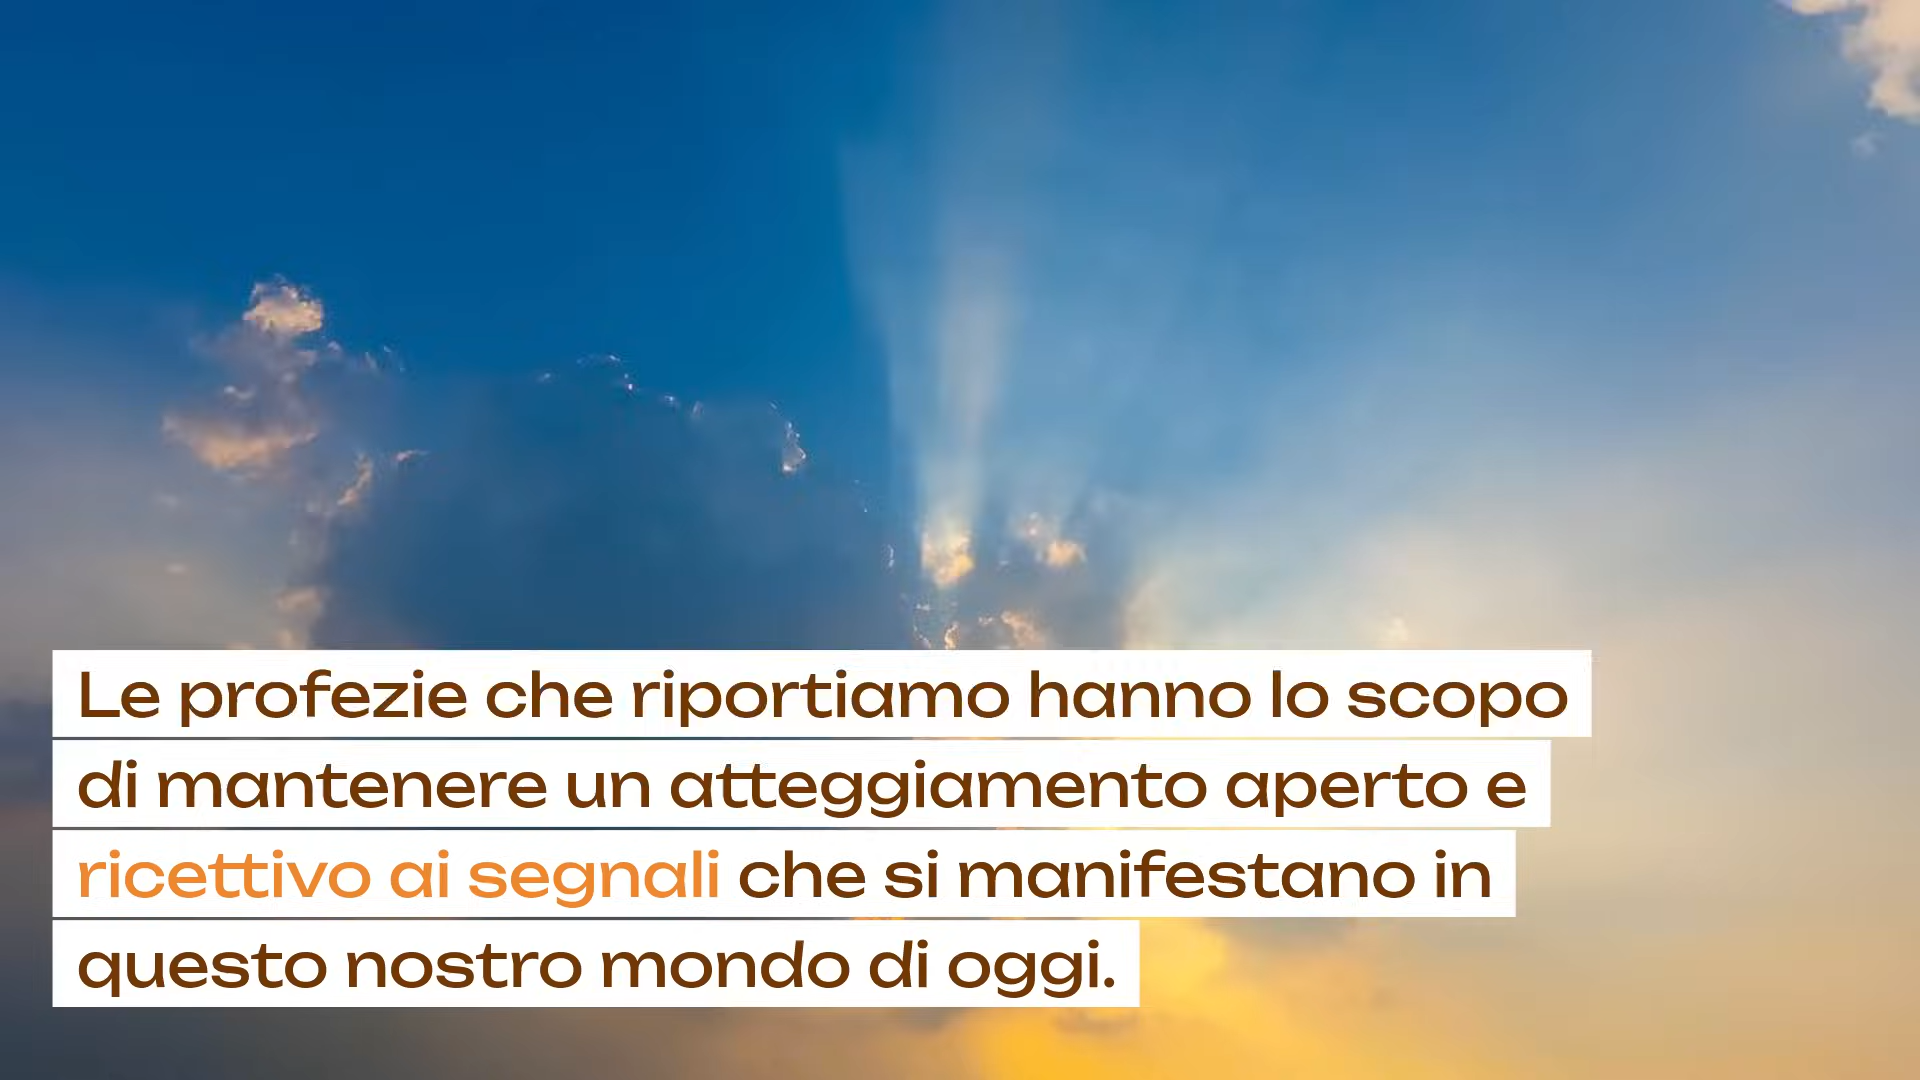 Le profezie che riportiamo hanno lo scopo
di mantenere un atteggiamento aperto e
ricettivo ai segnali che si manifestano in
questo nostro mondo di oggi.